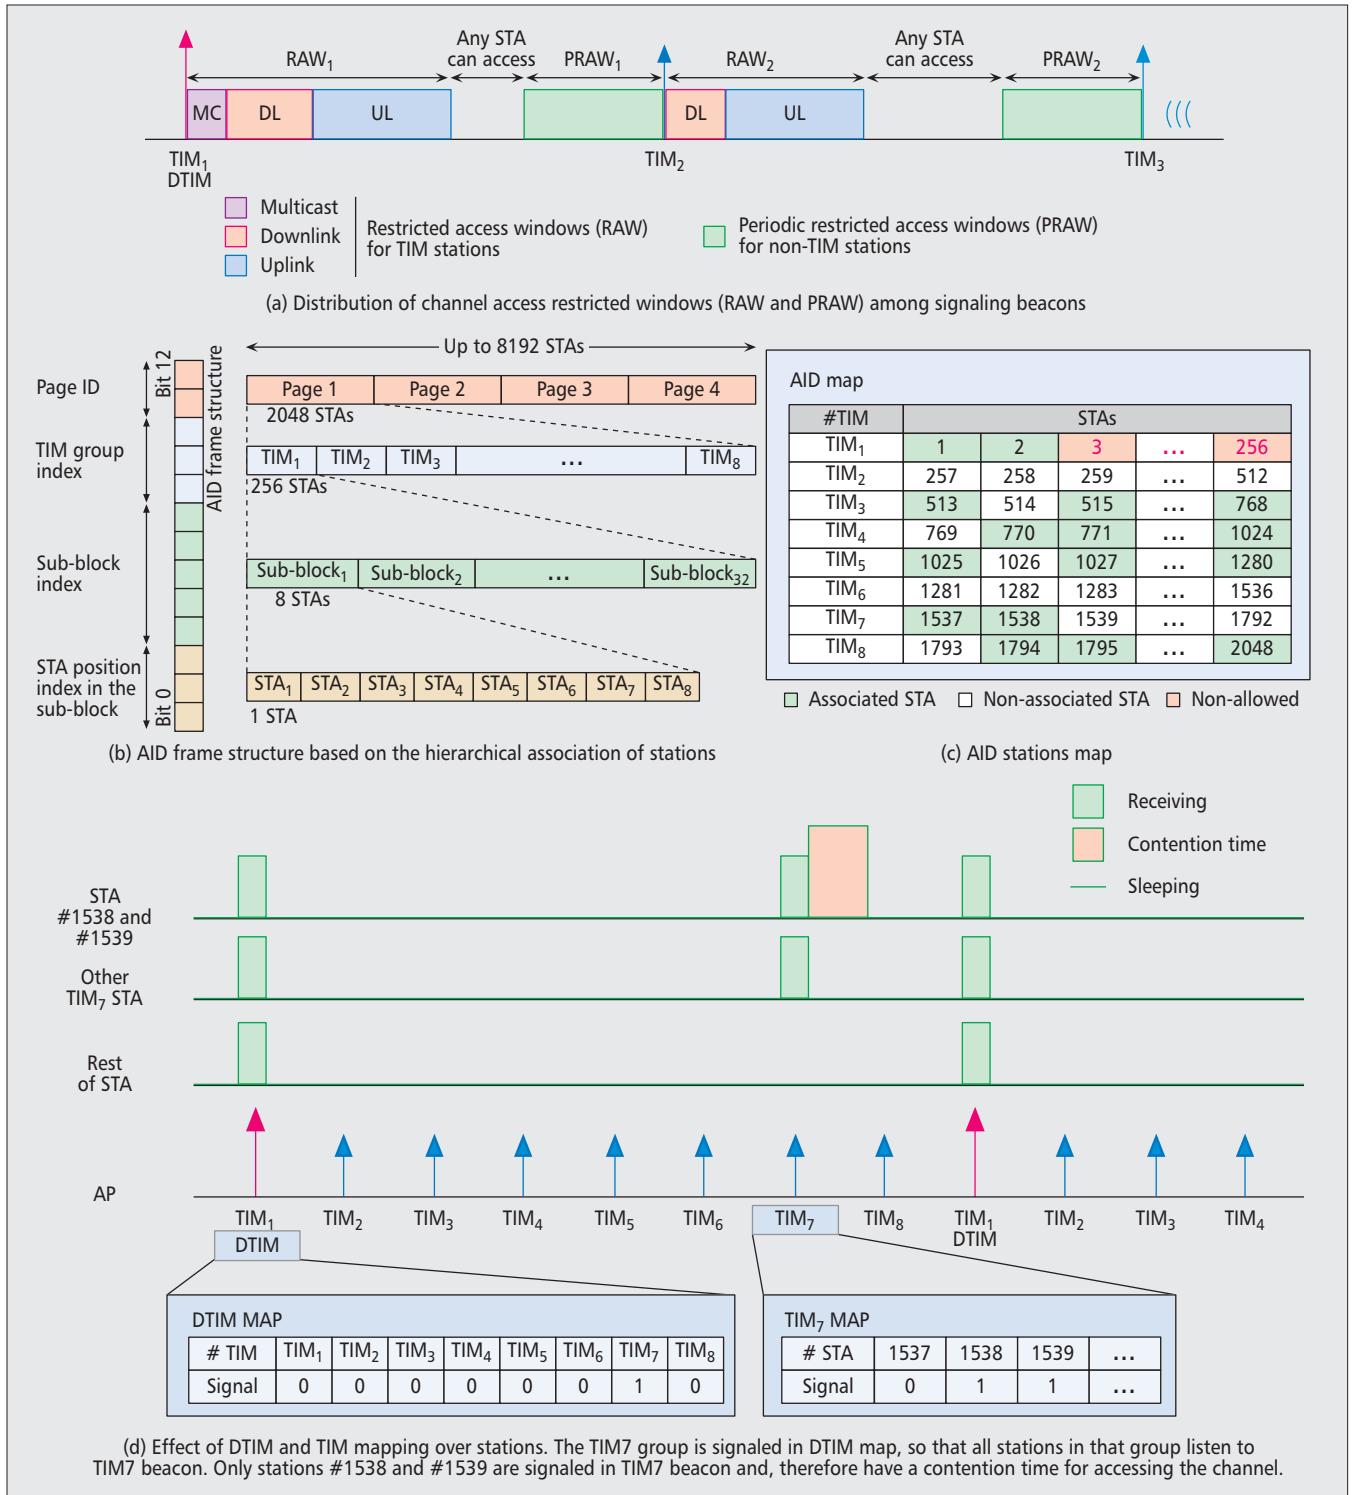 Any STA
can access
Any STA
can access
RAW1
PRAW1
RAW2
PRAW2
MC
DL
UL
DL
UL
TIM1
DTIM
TIM2
TIM3
Multicast
Downlink
Uplink
Restricted access windows (RAW)
for TIM stations
Periodic restricted access windows (PRAW)
for non-TIM stations
(a) Distribution of channel access restricted windows (RAW and PRAW) among signaling beacons
Page ID
TIM group
index
Sub-block
index
STA position
index in the
sub-block
Bit 12
Bit 0
AID frame structure
Up to 8192 STAs
Page 1 Page 2 Page 3 Page 4
2048 STAs
TIM1 TIM2 TIM3 ... TIM8
256 STAs
Sub-block1 Sub-block2 ... Sub-block32
8 STAs
STA1 STA2 STA3 STA4 STA5 STA6 STA7 STA8
1 STA
(b) AID frame structure based on the hierarchical association of stations
AID map
#TIM STAs
TIM1 1 2 3 ... 256
TIM2 257 258 259 ... 512
TIM3 513 514 515 ... 768
TIM4 769 770 771 ... 1024
TIM5 1025 1026 1027 ... 1280
TIM6 1281 1282 1283 ... 1536
TIM7 1537 1538 1539 ... 1792
TIM8 1793 1794 1795 ... 2048
Associated STA Non-associated STA Non-allowed
(c) AID stations map
Receiving
Contention time
Sleeping
STA
#1538 and
#1539
Other
TIM7 STA
Rest
of STA
AP
TIM1 TIM2 TIM3 TIM4 TIM5 TIM6 TIM7 TIM8 TIM1 TIM2 TIM3 TIM4
DTIM DTIM
DTIM MAP
# TIM TIM1 TIM2 TIM3 TIM4 TIM5 TIM6 TIM7 TIM8
Signal 0 0 0 0 0 0 1 0
TIM7 MAP
# STA 1537 1538 1539 ...
Signal 0 1 1 ...
(d) Effect of DTIM and TIM mapping over stations. The TIM7 group is signaled in DTIM map, so that all stations in that group listen to
TIM7 beacon. Only stations #1538 and #1539 are signaled in TIM7 beacon and, therefore have a contention time for accessing the channel.